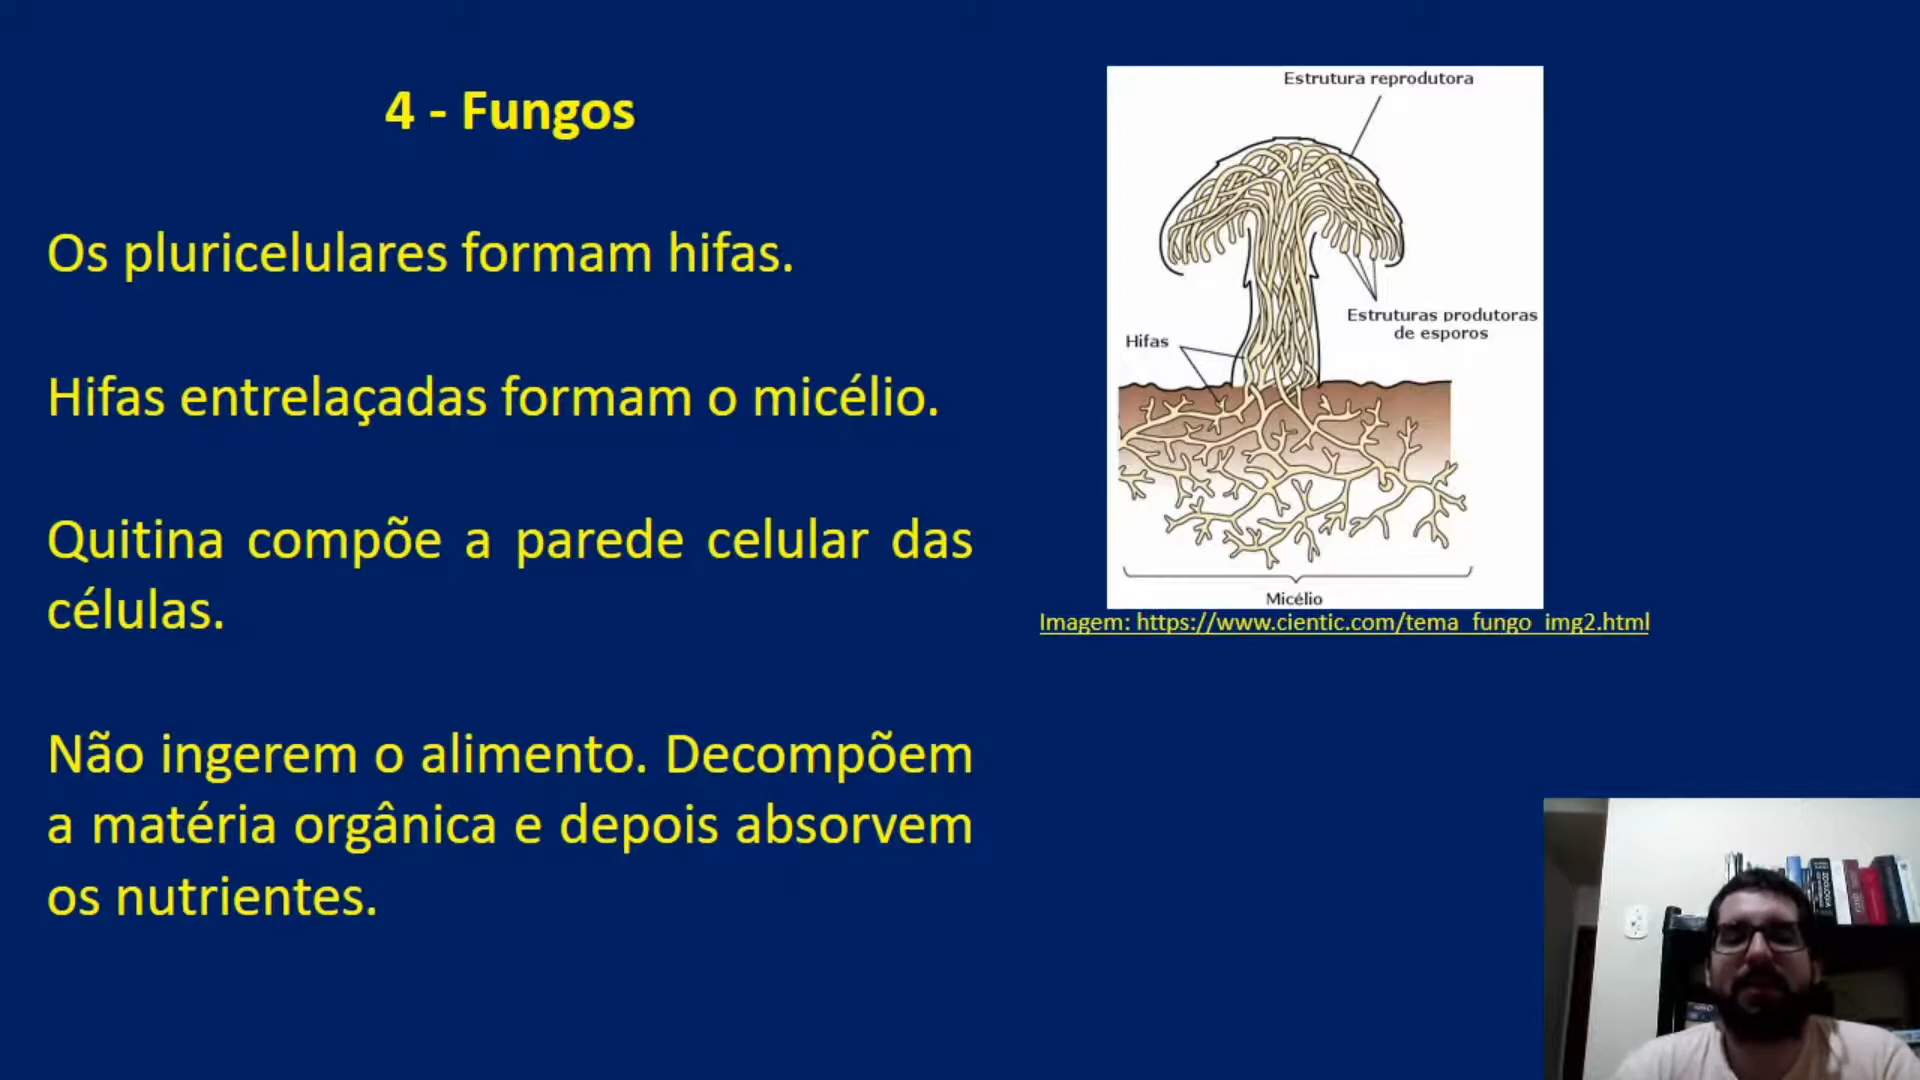 4 - Fungos
Os pluricelulares formam hifas.
Hifas entrelaçadas formam o micélio.
Quitina compõe a parede celular das
células.
Não ingerem o alimento. Decompõem
a matéria orgânica e depois absorvem
os nutrientes.
Estrutura reprodutora
Estruturas produtoras
de esporos
Hifas
Micélio
Imagem: https://www.cientic.com/tema_fungo_img2.html